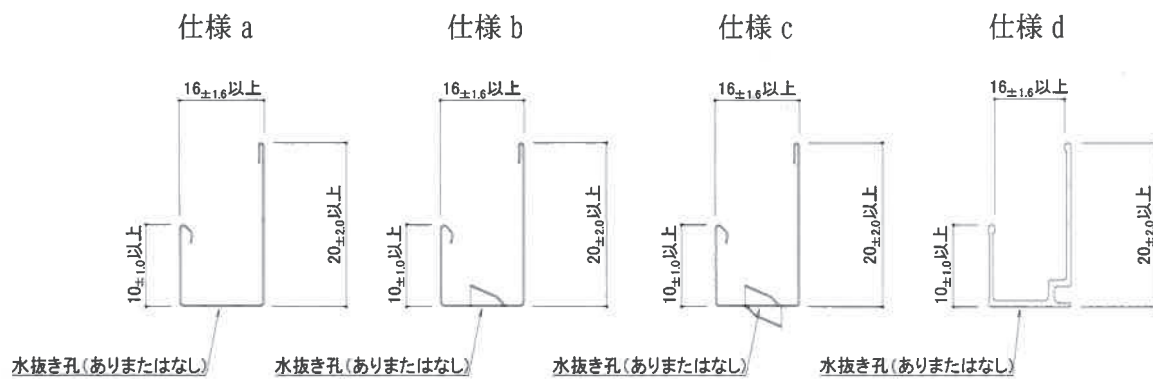 仕様 a
仕様 b
仕様 c
仕様 d
16±1.6以上
16±1.6以上
16±1.6以上
16±1.6以上
10±1.0以上
20±2.0以上
10±1.0以上
20±2.0以上
10±1.0以上
20±2.0以上
10±1.0以上
20±2.0以上
水抜き孔(ありまたはなし)
水抜き孔(ありまたはなし)
水抜き孔(ありまたはなし)
水抜き孔(ありまたはなし)